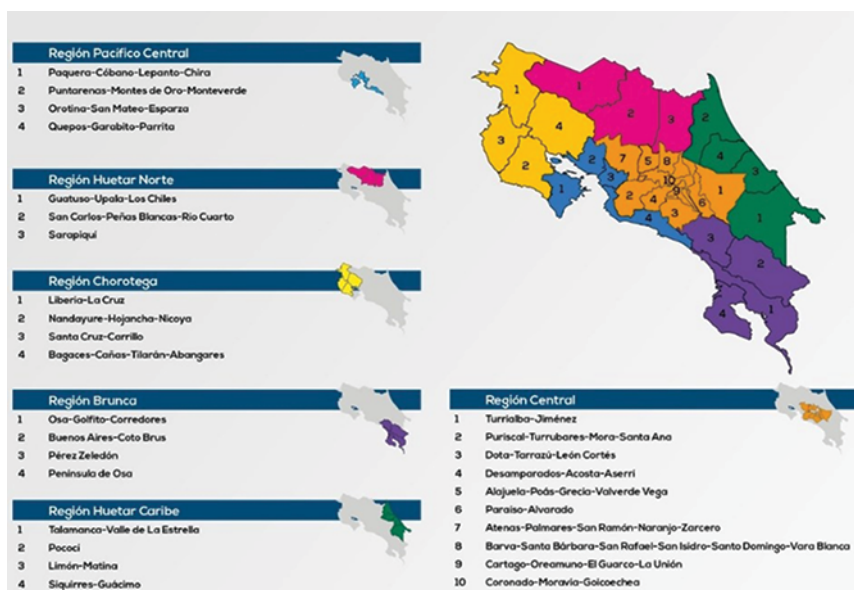 Región Pacífico Central
1 Paquera-Cóbano-Lepanto-Chira
2 Puntarenas-Montes de Oro-Monteverde
3 Orotina-San Mateo-Esparza
4 Quepos-Garabito-Parrita
Región Huetar Norte
1 Guatuso-Upala-Los Chiles
2 San Carlos-Peñas Blancas-Río Cuarto
3 Sarapiquí
Región Chorotega
1 Liberia-La Cruz
2 Nandayure-Hojancha-Nicoya
3 Santa Cruz-Carrillo
4 Bagaces-Cañas-Tilarán-Abangares
Región Brunca
1 Osa-Golfito-Corredores
2 Buenos Aires-Coto Brus
3 Pérez Zeledón
4 Península de Osa
Región Huetar Caribe
1 Talamanca-Valle de La Estrella
2 Pococí
3 Limón-Matina
4 Siquirres-Guácimo
1
1
2
3
2
4
4
3
3
2
2
7
5
8
3
10
9
1
1
2
4
6
3
1
4
3
2
4
1
Región Central
1 Turrialba-Jiménez
2 Puriscal-Turrubares-Mora-Santa Ana
3 Dota-Tarrazú-León Cortés
4 Desamparados-Acosta-Aserrí
5 Alajuela-Poás-Grecia-Valverde Vega
6 Paraíso-Alvarado
7 Atenas-Palmares-San Ramón-Naranjo-Zarcero
8 Barva-Santa Bárbara-San Rafael-San Isidro-Santo Domingo-Vara Blanca
9 Cartago-Oreamuno-El Guarco-La Unión
10 Coronado-Moravia-Goicoechea